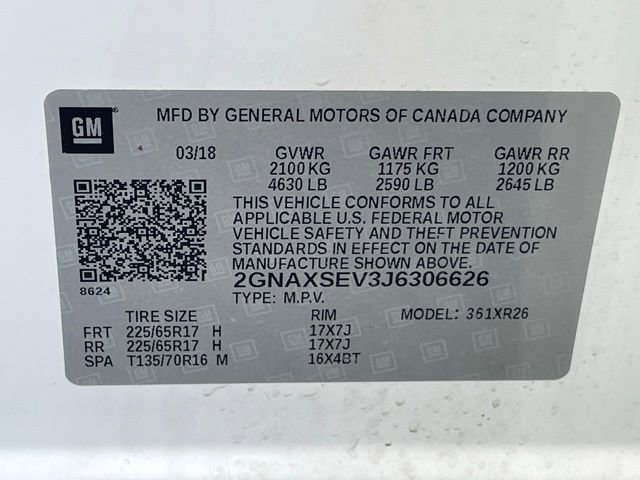 GM
MFD BY GENERAL MOTORS OF CANADA COMPANY
03/18 GVWR GAWR FRT GAWR RR
2100 KG 1175 KG 1200 KG
4630 LB 2590 LB 2645 LB
THIS VEHICLE CONFORMS TO ALL
APPLICABLE U.S. FEDERAL MOTOR
VEHICLE SAFETY AND THEFT PREVENTION
STANDARDS IN EFFECT ON THE DATE OF
MANUFACTURE SHOWN ABOVE.
8624
2GNAXSEV3J6306626
TYPE: M.P.V.
TIRE SIZE RIM MODEL: 361XR26
FRT 225/65R17 H 17X7J
RR 225/65R17 H 17X7J
SPA T135/70R16 M 16X4BT